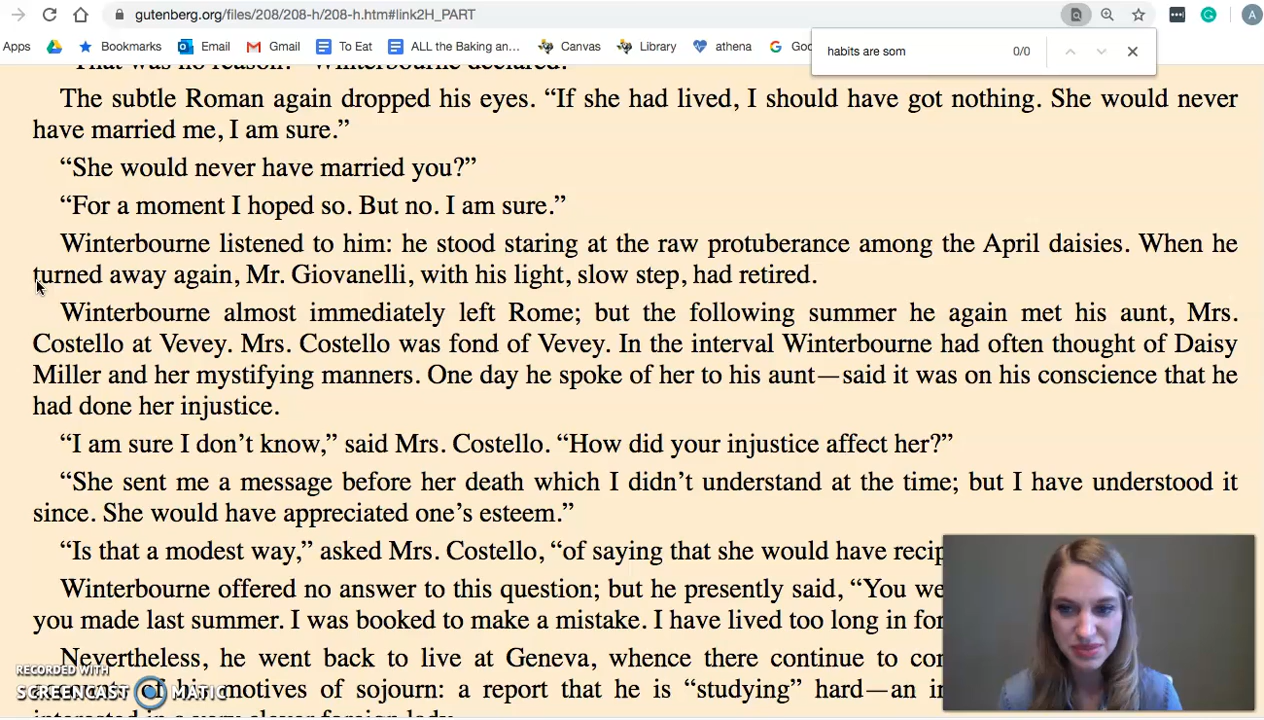 gutenberg.org/files/208/208-h/208-h.htm#link2H_PART
A
Apps Bookmarks Email Gmail To Eat ALL the Baking an... Canvas Library athena
habits are som 0/0
The subtle Roman again dropped his eyes. “If she had lived, I should have got nothing. She would never
have married me, I am sure.”
“She would never have married you?”
“For a moment I hoped so. But no. I am sure.”
Winterbourne listened to him: he stood staring at the raw protuberance among the April daisies. When he
turned away again, Mr. Giovanelli, with his light, slow step, had retired.
Winterbourne almost immediately left Rome; but the following summer he again met his aunt, Mrs.
Costello at Vevey. Mrs. Costello was fond of Vevey. In the interval Winterbourne had often thought of Daisy
Miller and her mystifying manners. One day he spoke of her to his aunt—said it was on his conscience that he
had done her injustice.
“I am sure I don’t know,” said Mrs. Costello. “How did your injustice affect her?”
“She sent me a message before her death which I didn’t understand at the time; but I have understood it
since. She would have appreciated one’s esteem.”
“Is that a modest way,” asked Mrs. Costello, “of saying that she would have
Winterbourne offered no answer to this question; but he presently said, “You
you made last summer. I was booked to make a mistake. I have lived too long in
Nevertheless, he went back to live at Geneva, whence there continue to
of his motives of sojourn: a report that he is “studying” hard—an
RECORDED WITH
SCREENCAST MATIC